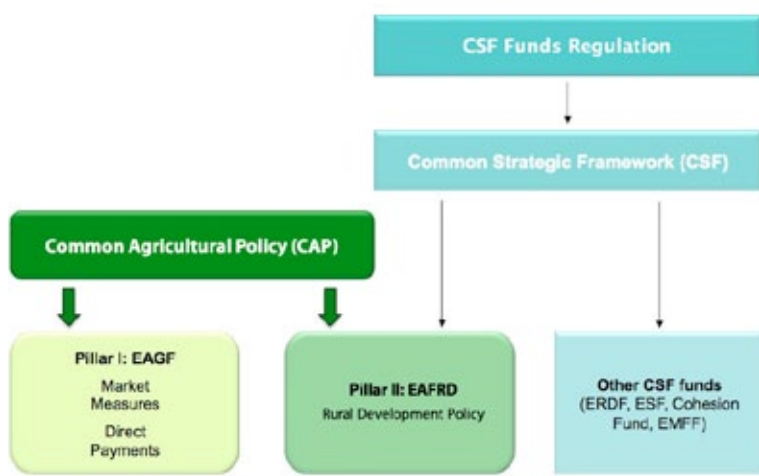 CSF Funds Regulation
Common Strategic Framework (CSF)
Common Agricultural Policy (CAP)
Pillar I: EAGF
Market
Measures
Direct
Payments
Pillar II: EAFRD
Rural Development Policy
Other CSF funds
(ERDF, ESF, Cohesion
Fund, EMFF)